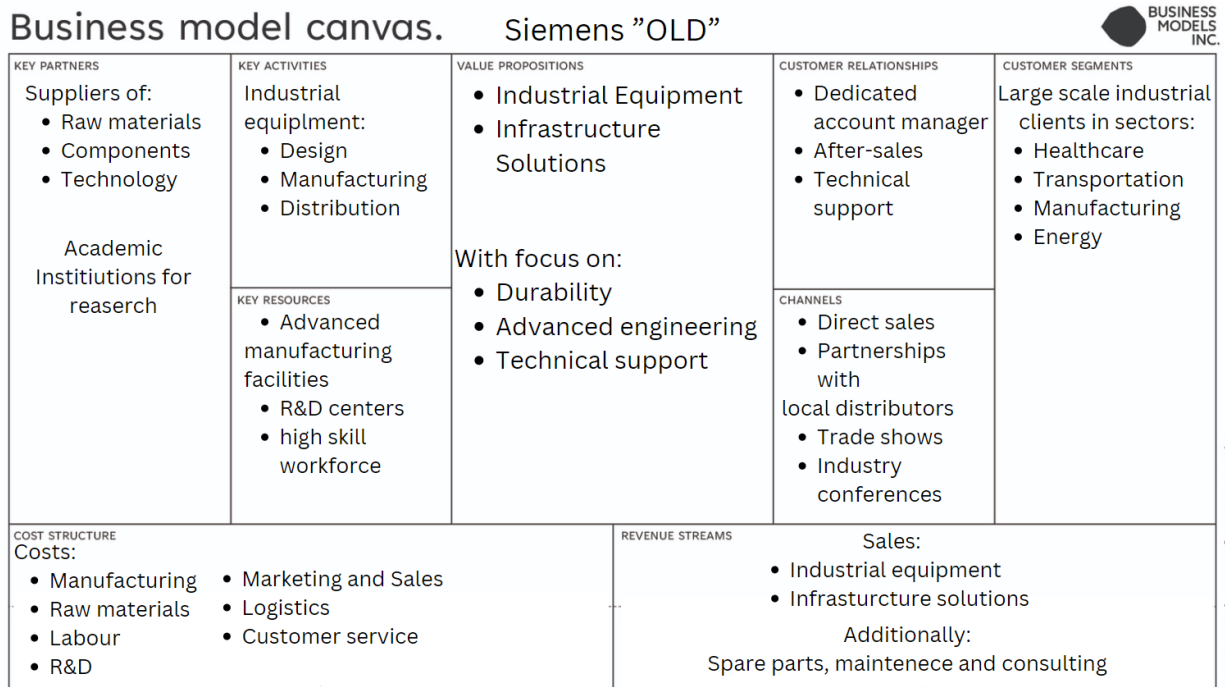 Business model canvas.
Siemens ”OLD”
BUSINESS
MODELS
INC.
KEY PARTNERS
Suppliers of:
• Raw materials
• Components
• Technology
Academic
Institiutions for
reaserch
KEY ACTIVITIES
Industrial
equiplment:
• Design
• Manufacturing
• Distribution
KEY RESOURCES
• Advanced
manufacturing
facilities
• R&D centers
• high skill
workforce
VALUE PROPOSITIONS
• Industrial Equipment
• Infrastructure
Solutions
With focus on:
• Durability
• Advanced engineering
• Technical support
CUSTOMER RELATIONSHIPS
• Dedicated
account manager
• After-sales
• Technical
support
CHANNELS
• Direct sales
• Partnerships
with
local distributors
• Trade shows
• Industry
conferences
CUSTOMER SEGMENTS
Large scale industrial
clients in sectors:
• Healthcare
• Transportation
• Manufacturing
• Energy
COST STRUCTURE
Costs:
• Manufacturing
• Raw materials
• Labour
• R&D
• Marketing and Sales
• Logistics
• Customer service
REVENUE STREAMS
Sales:
• Industrial equipment
• Infrasturcture solutions
Additionally:
Spare parts, maintenece and consulting